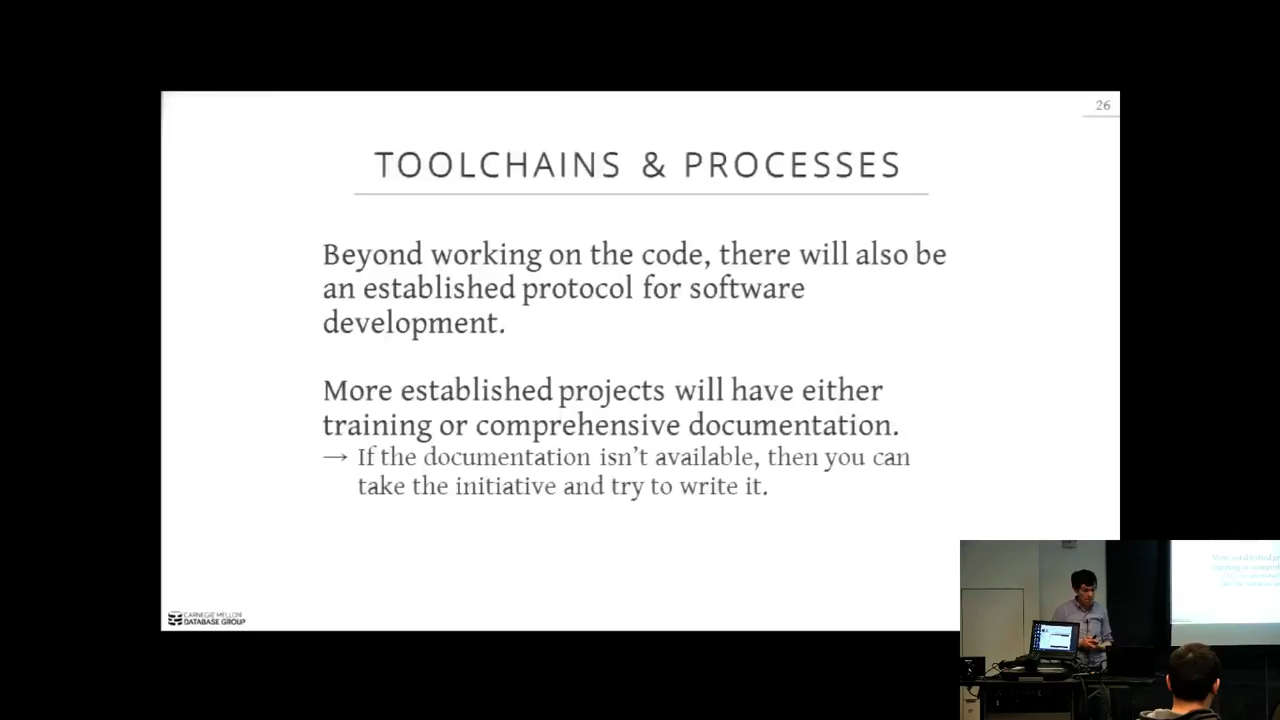 26
TOOLCHAINS & PROCESSES
Beyond working on the code, there will also be
an established protocol for software
development.
More established projects will have either
training or comprehensive documentation.
→ If the documentation isn't available, then you can
take the initiative and try to write it.
CARNEGIE MELLON
DATABASE GROUP